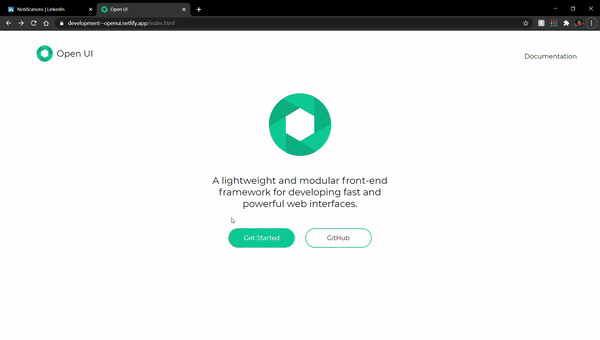 Notifications | LinkedIn
Open UI
development--openui.netlify.app/index.html
Open UI
Documentation
A lightweight and modular front-end
framework for developing fast and
powerful web interfaces.
Get Started
GitHub